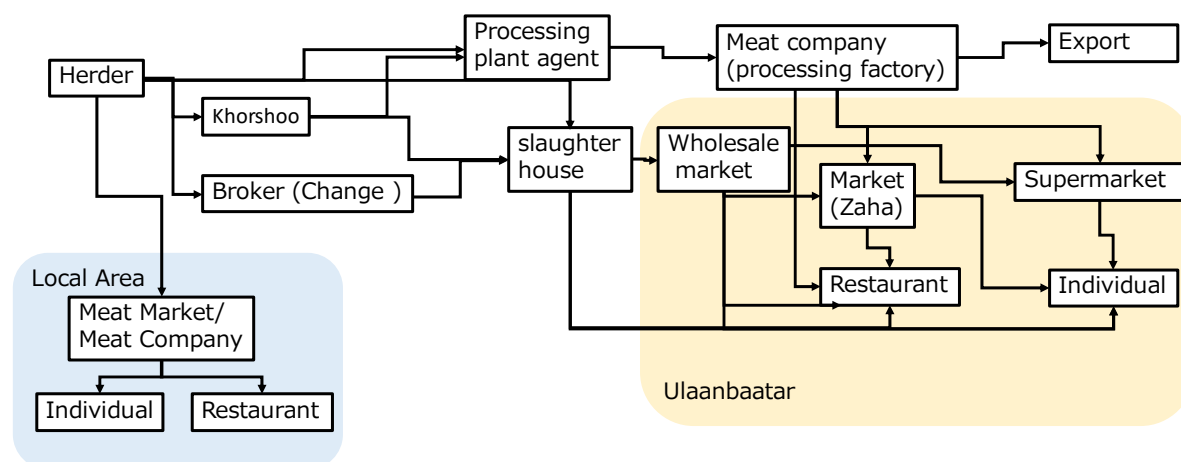 Processing
plant agent
Meat company
(processing factory)
Export
Herder
Khorshoo
Broker (Change )
slaughter
house
Wholesale
market
Market
(Zaha)
Supermarket
Restaurant
Individual
Ulaanbaatar
Local Area
Meat Market/
Meat Company
Individual
Restaurant